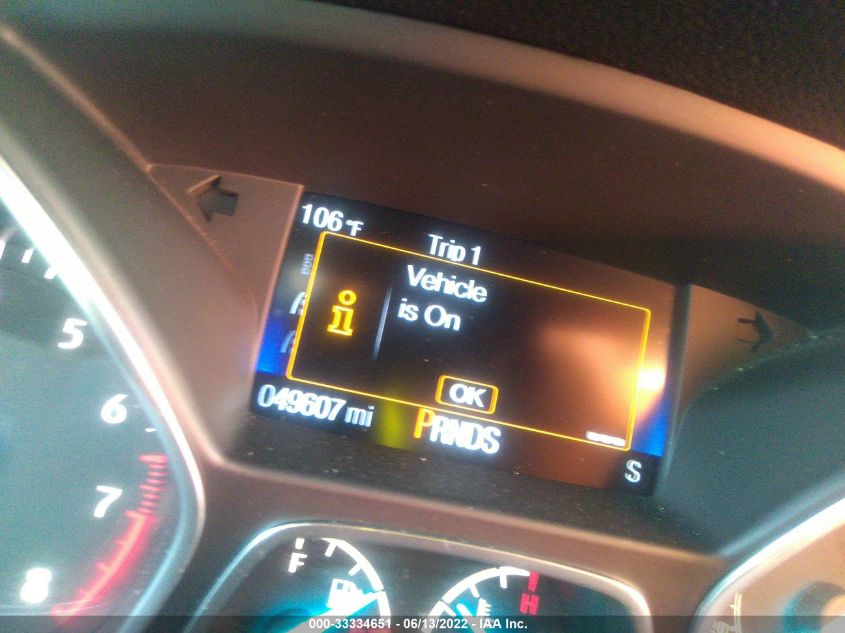 106°F
Trip 1
Vehicle
is On
OK
049607 mi
PRNDS
S
5
6
7
8
F
H
000-33334651 - 06/13/2022 - IAA Inc.